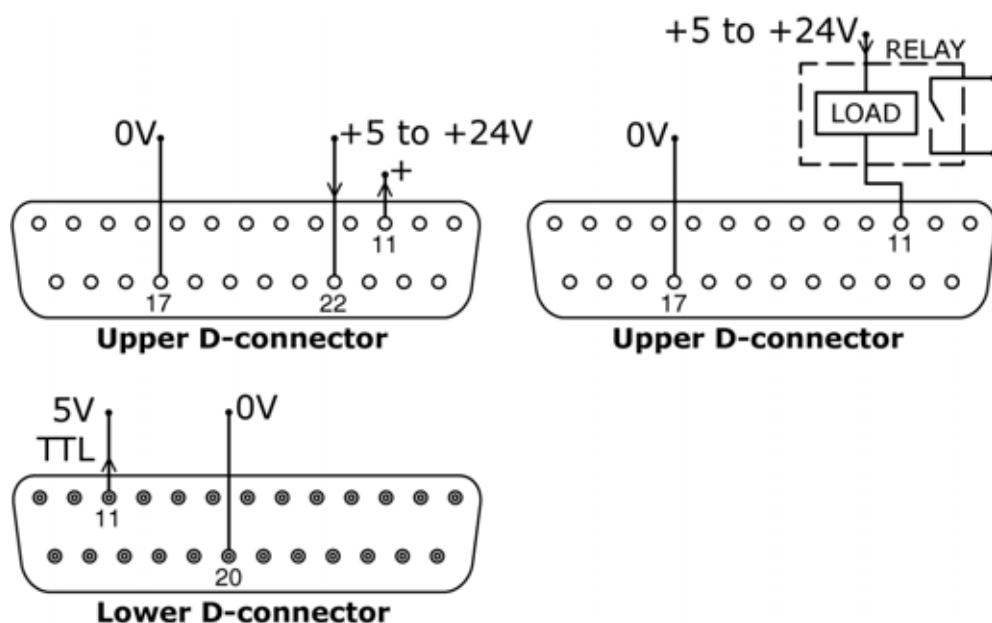 0V
+5 to +24V
+
11
17
22
Upper D-connector
+5 to +24V
RELAY
LOAD
0V
11
17
Upper D-connector
5V
TTL
0V
11
20
Lower D-connector